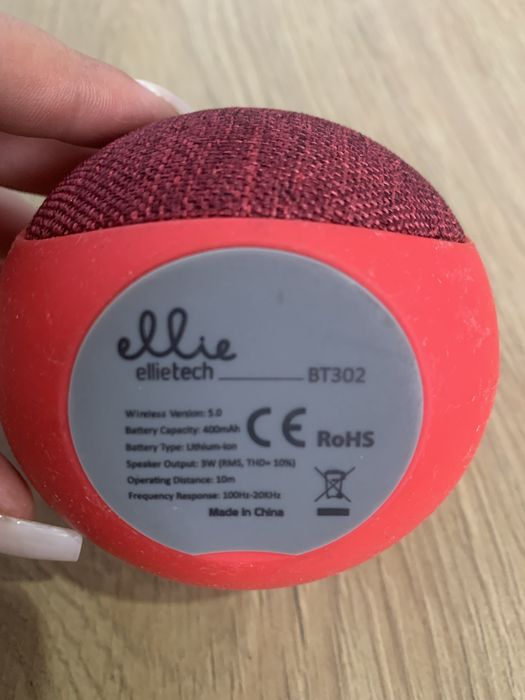 ellie
ellietech BT302
Wireless Version: 5.0
Battery Capacity: 400mAh
Battery Type: Lithium-ion
Speaker Output: 3W (RMS, THD= 10%)
Operating Distance: 10m
Frequency Response: 100Hz-20KHz
CE RoHS
Made in China